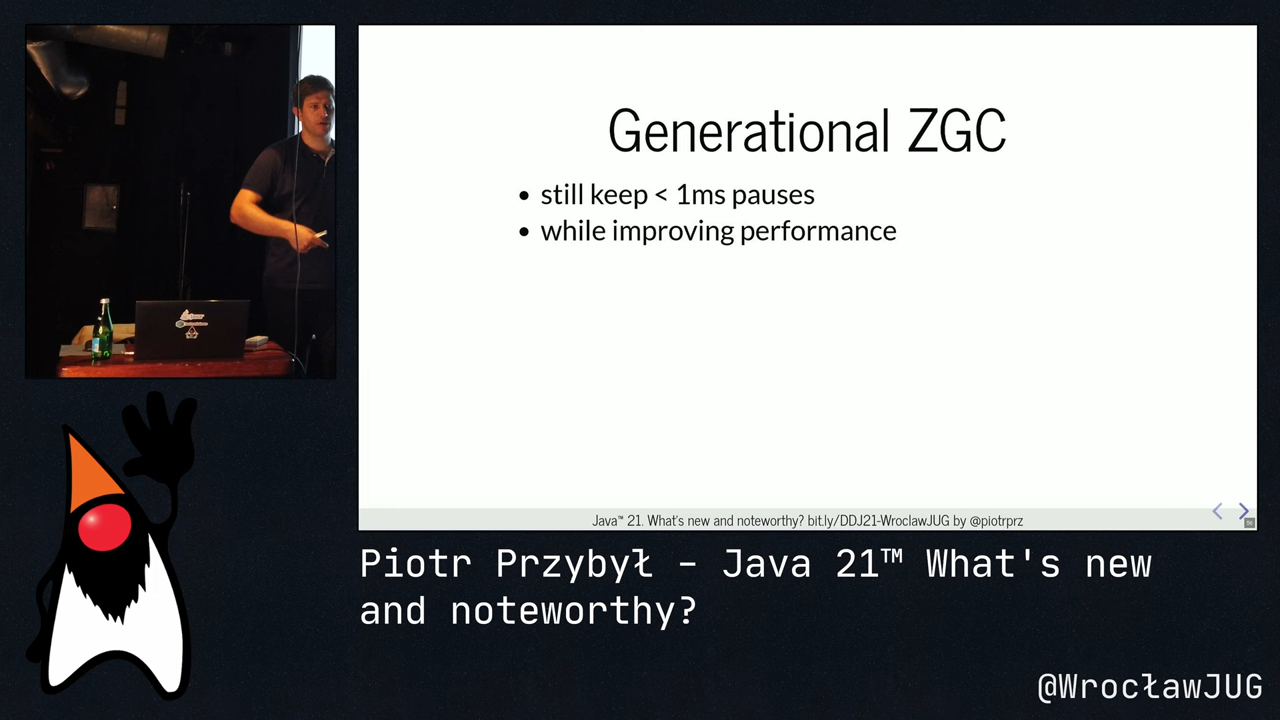 Generational ZGC
still keep < 1ms pauses
while improving performance
Java™ 21. What's new and noteworthy? bit.ly/DDJ21-WroclawJUG by @piotrprz
Piotr Przybył – Java 21™ What's new
and noteworthy?
@WrocławJUG